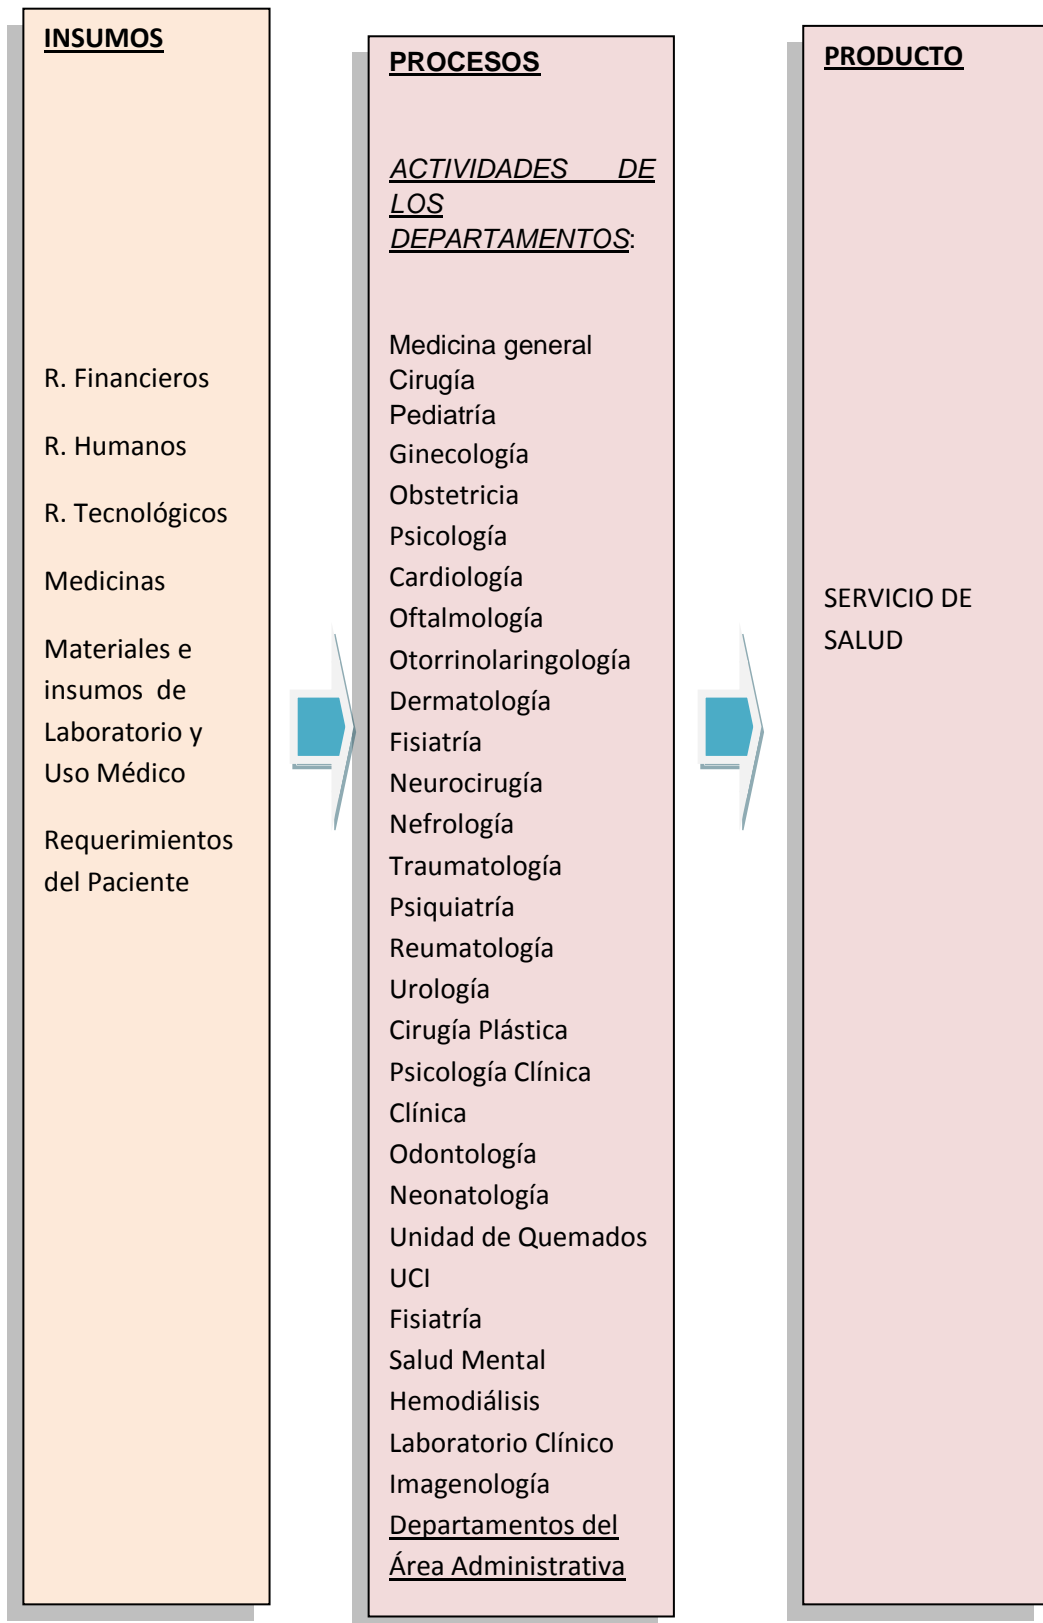 INSUMOS
R. Financieros
R. Humanos
R. Tecnológicos
Medicinas
Materiales e
insumos de
Laboratorio y
Uso Médico
Requerimientos
del Paciente
PROCESOS
ACTIVIDADES DE
LOS
DEPARTAMENTOS:
Medicina general
Cirugía
Pediatría
Ginecología
Obstetricia
Psicología
Cardiología
Oftalmología
Otorrinolaringología
Dermatología
Fisiatría
Neurocirugía
Nefrología
Traumatología
Psiquiatría
Reumatología
Urología
Cirugía Plástica
Psicología Clínica
Clínica
Odontología
Neonatología
Unidad de Quemados
UCI
Fisiatría
Salud Mental
Hemodiálisis
Laboratorio Clínico
Imagenología
Departamentos del
Área Administrativa
PRODUCTO
SERVICIO DE
SALUD